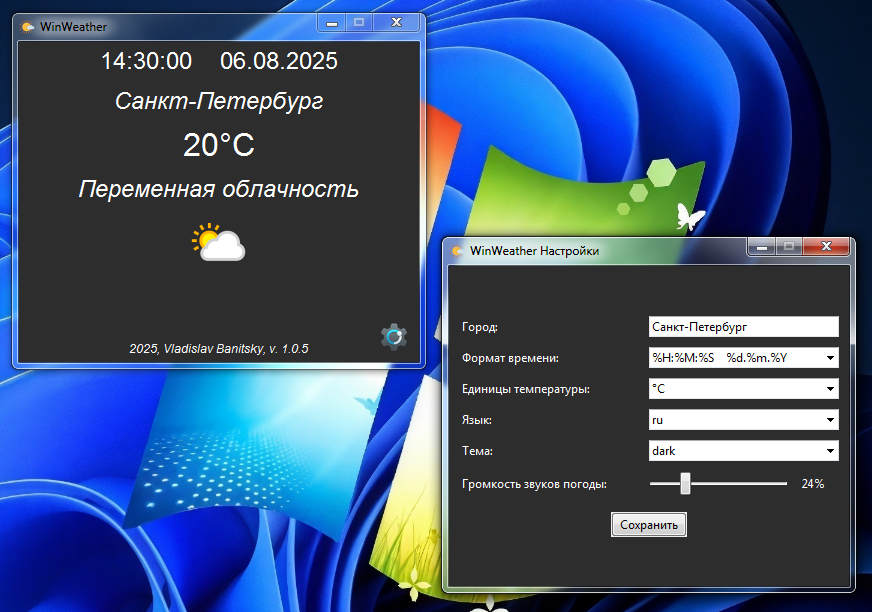 WinWeather
14:30:00 06.08.2025
Санкт-Петербург
20°C
Переменная облачность
2025, Vladislav Banitsky, v. 1.0.5
WinWeather Настройки
Город: Санкт-Петербург
Формат времени: %H:%M:%S %d.%m.%Y
Единицы температуры: °C
Язык: ru
Тема: dark
Громкость звуков погоды: 24%
Сохранить